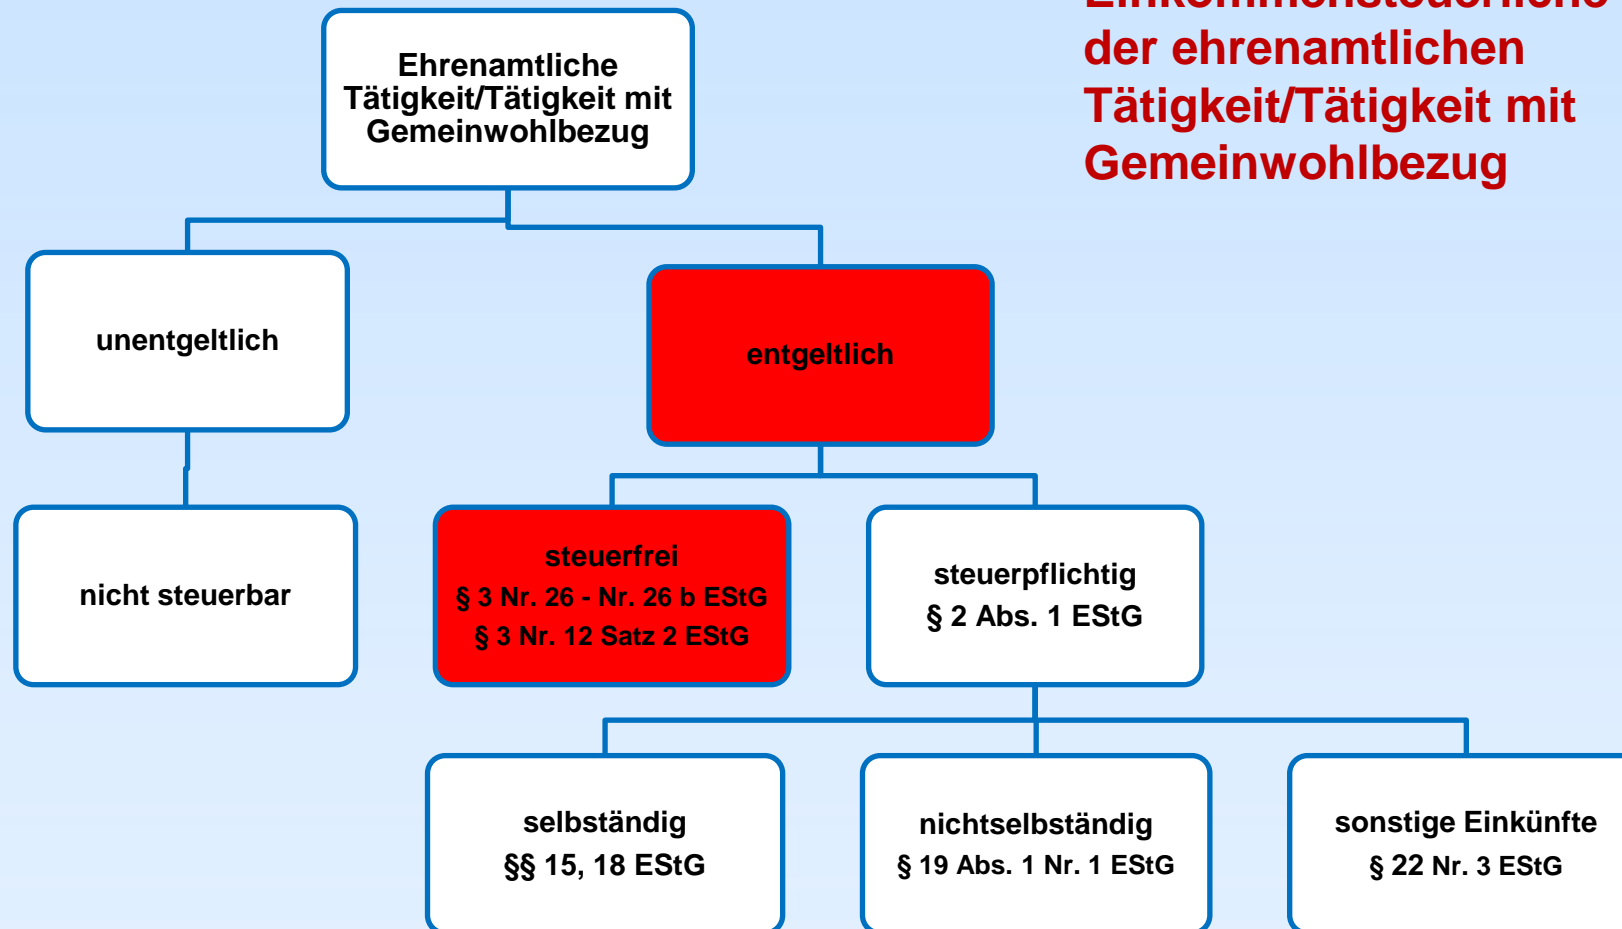 Einkommensteuerliche
der ehrenamtlichen
Tätigkeit/Tätigkeit mit
Gemeinwohlbezug
Ehrenamtliche
Tätigkeit/Tätigkeit mit
Gemeinwohlbezug
unentgeltlich
entgeltlich
nicht steuerbar
steuerfrei
§ 3 Nr. 26 - Nr. 26 b EStG
§ 3 Nr. 12 Satz 2 EStG
steuerpflichtig
§ 2 Abs. 1 EStG
selbständig
§§ 15, 18 EStG
nichtselbständig
§ 19 Abs. 1 Nr. 1 EStG
sonstige Einkünfte
§ 22 Nr. 3 EStG